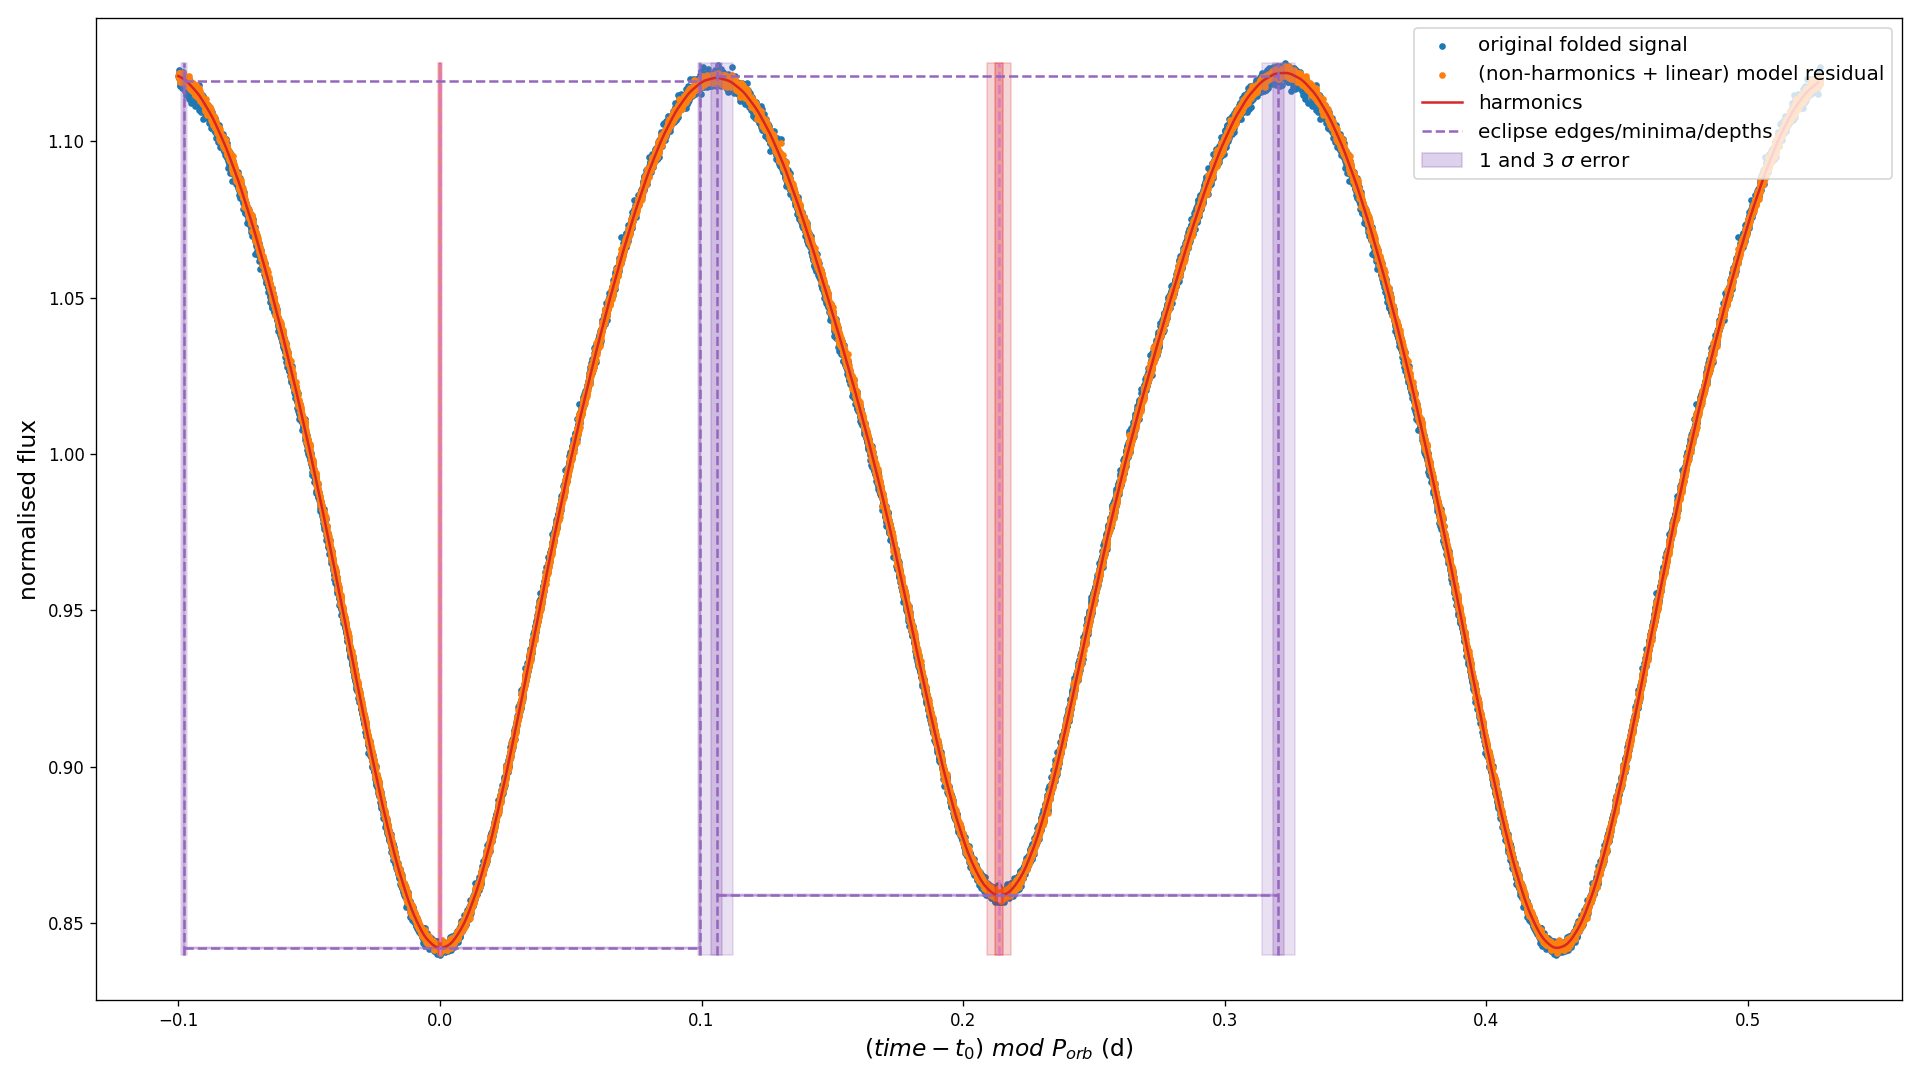 original folded signal
(non-harmonics + linear) model residual
harmonics
eclipse edges/minima/depths
1 and 3 σ error
normalised flux
1.10
1.05
1.00
0.95
0.90
0.85
−0.1 0.0 0.1 0.2 0.3 0.4 0.5
(time − t₀) mod Pₒᵣb (d)